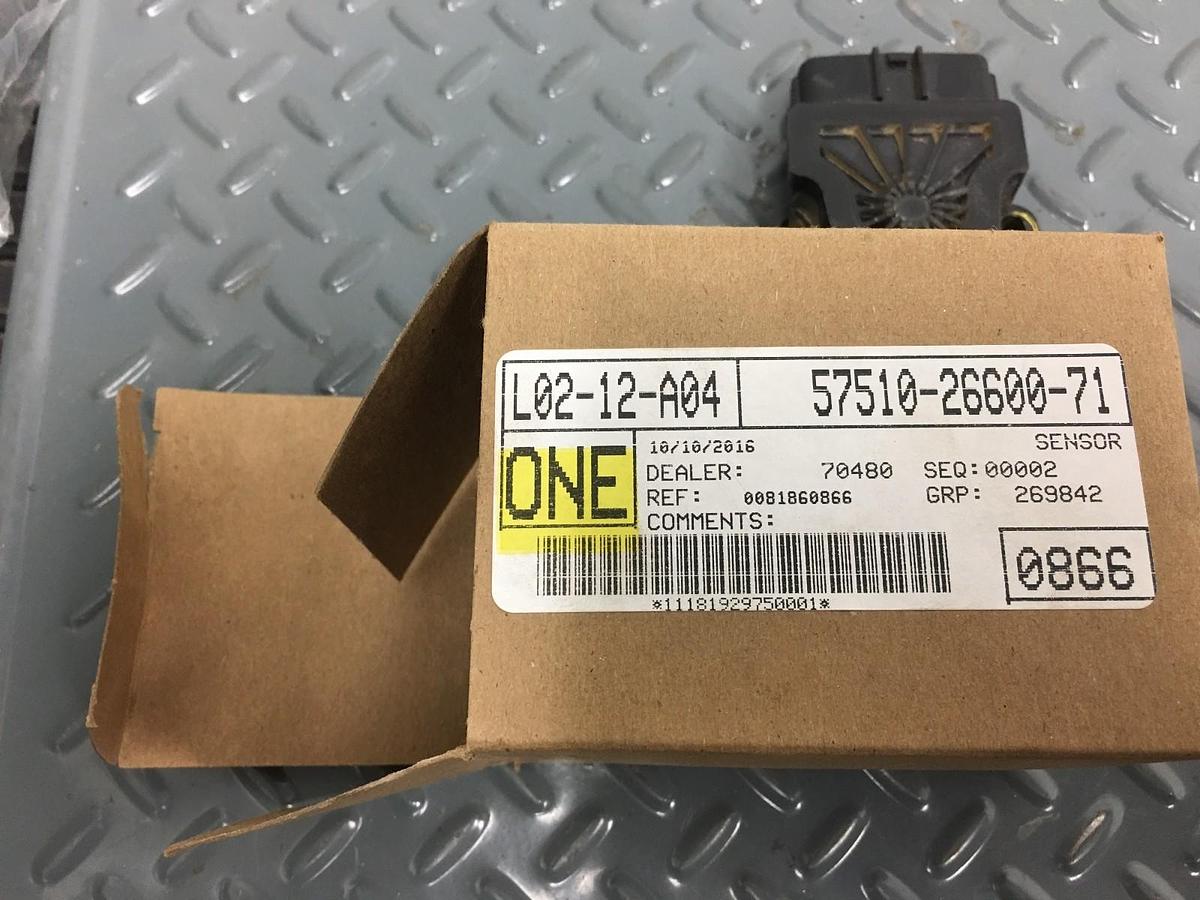 L02-12-A04 57510-26600-71
ONE 10/10/2016 SENSOR
DEALER: 70480 SEQ:00002
REF: 0081860866 GRP: 269842
COMMENTS:
0866
*11181929750001*